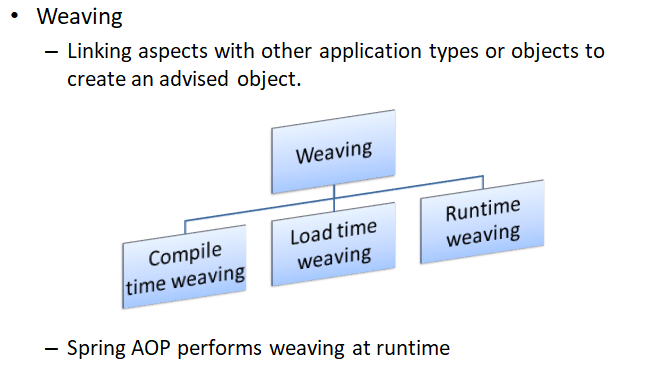 • Weaving
– Linking aspects with other application types or objects to
create an advised object.
Weaving
Compile
time weaving
Load time
weaving
Runtime
weaving
– Spring AOP performs weaving at runtime